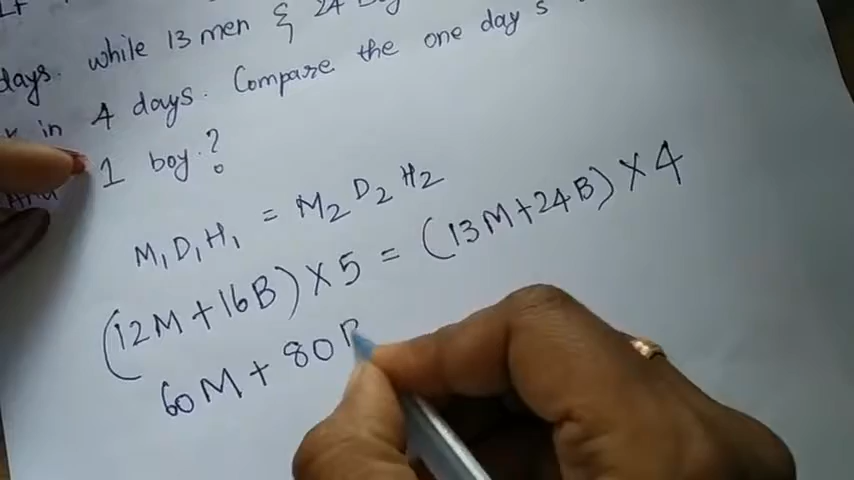 days. while 13 men & 24
in 4 days. Compare the one day's
1 boy?
M₁D₁H₁ = M₂D₂H₂
(12M+16B)×5 = (13M+24B)×4
60M+80B